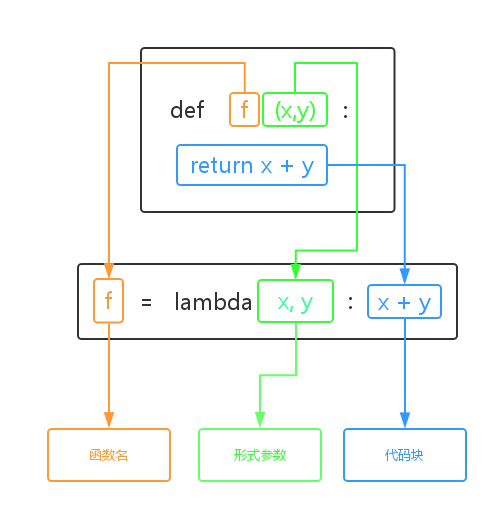 def f (x,y) :
return x + y
f = lambda x, y : x + y
函数名 形式参数 代码块